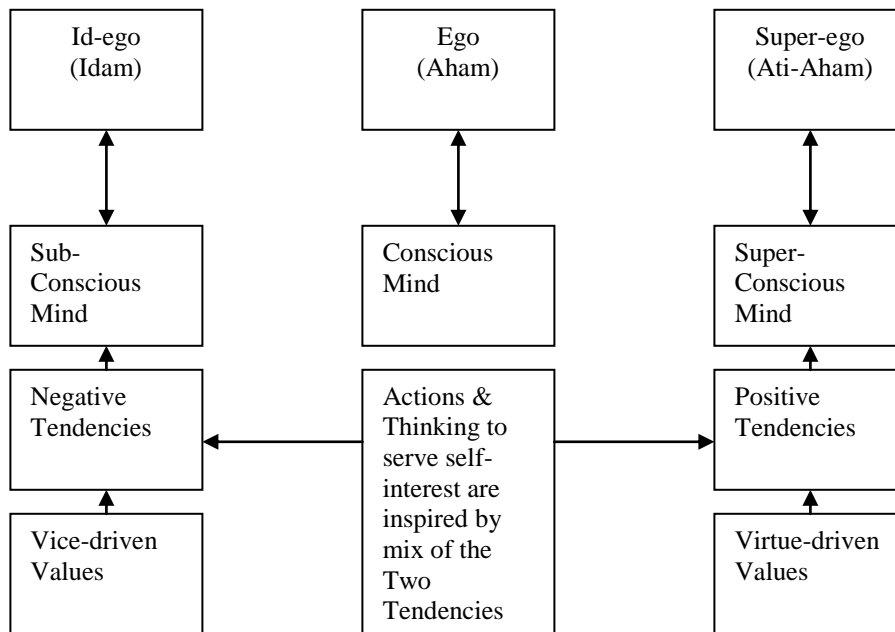 Id-ego
(Idam)
Ego
(Aham)
Super-ego
(Ati-Aham)
Sub-
Conscious
Mind
Conscious
Mind
Super-
Conscious
Mind
Negative
Tendencies
Actions &
Thinking to
serve self-
interest are
inspired by
mix of the
Two
Tendencies
Positive
Tendencies
Vice-driven
Values
Virtue-driven
Values